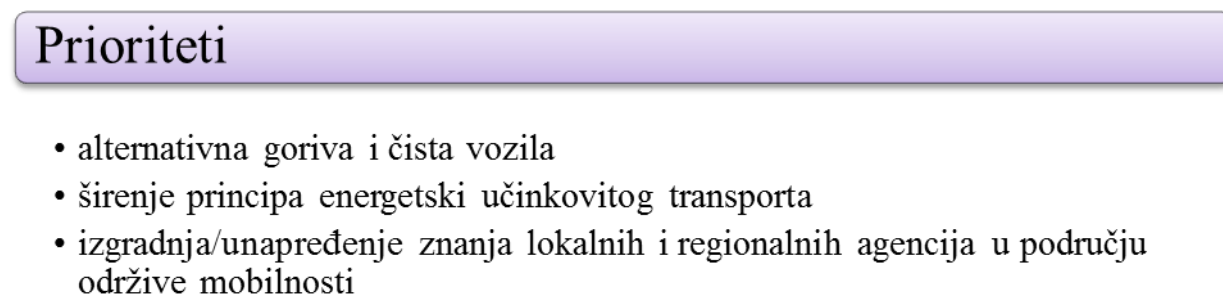 Prioriteti
• alternativna goriva i čista vozila
• širenje principa energetski učinkovitog transporta
• izgradnja/unapređenje znanja lokalnih i regionalnih agencija u području
održive mobilnosti